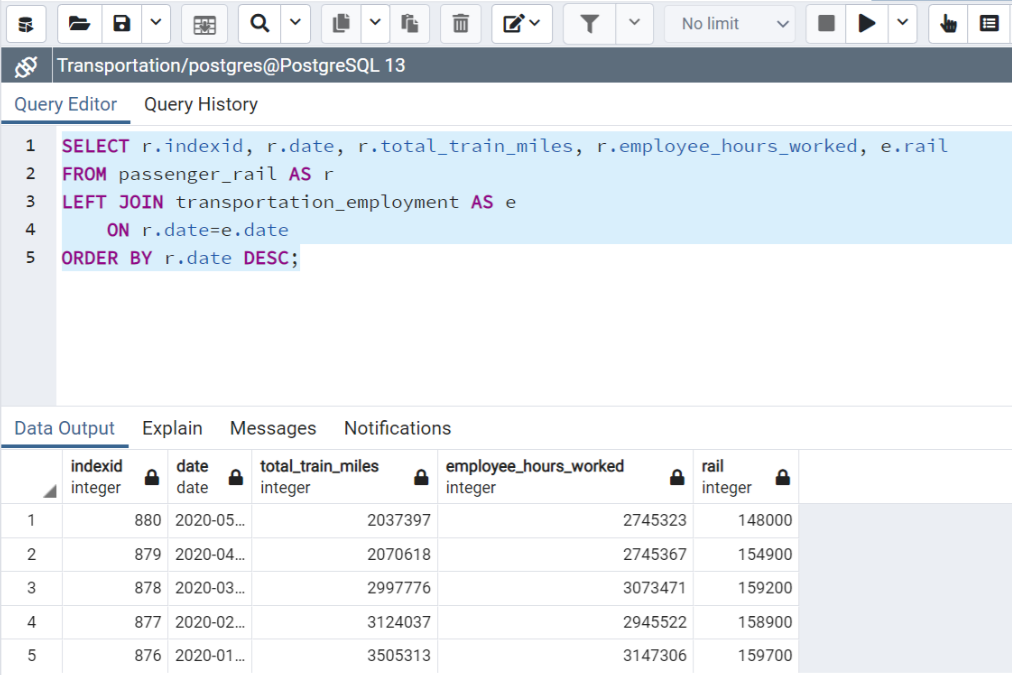 No limit
Transportation/postgres@PostgreSQL 13
Query Editor Query History
1 SELECT r.indexid, r.date, r.total_train_miles, r.employee_hours_worked, e.rail
2 FROM passenger_rail AS r
3 LEFT JOIN transportation_employment AS e
4 ON r.date=e.date
5 ORDER BY r.date DESC;
Data Output Explain Messages Notifications
indexid date total_train_miles employee_hours_worked rail
integer date integer integer integer
1 880 2020-05... 2037397 2745323 148000
2 879 2020-04... 2070618 2745367 154900
3 878 2020-03... 2997776 3073471 159200
4 877 2020-02... 3124037 2945522 158900
5 876 2020-01... 3505313 3147306 159700